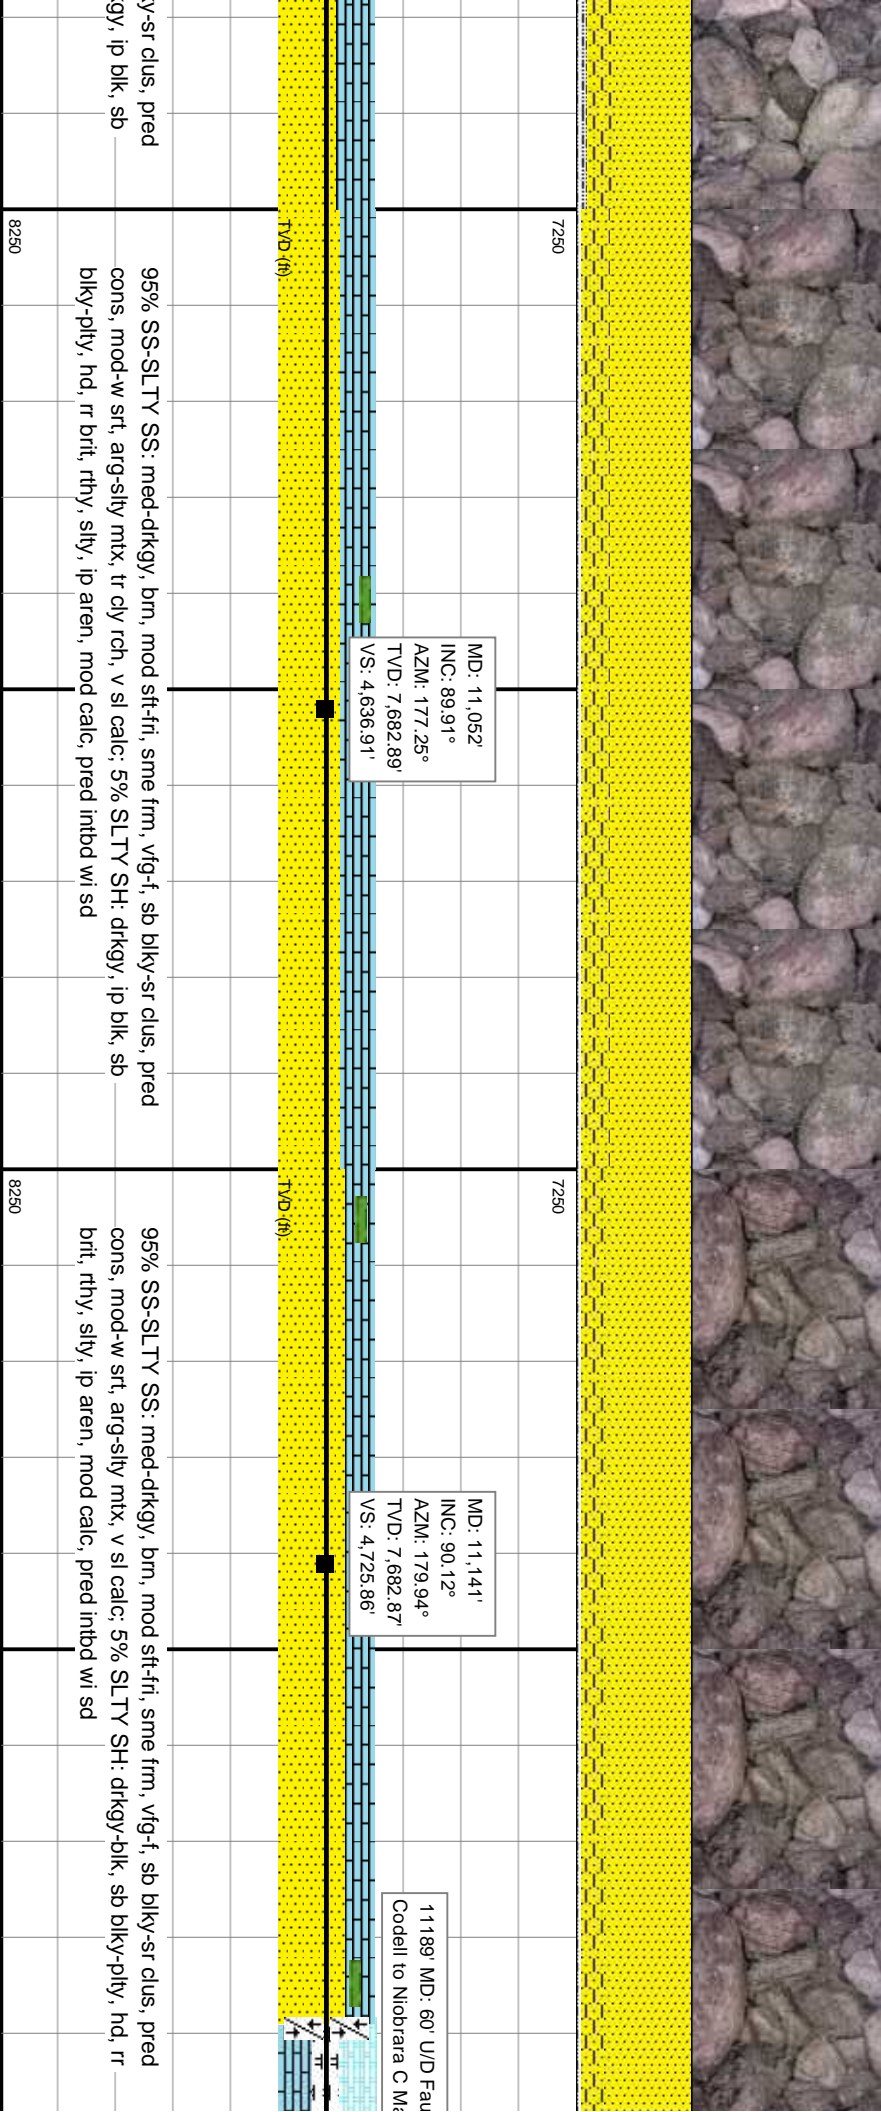 ky-sr clus, pred
kgy, ip blk, sb
8250
TVD (ft)
7250
95% SS-SLTY SS: med-drkgy, brn, mod sft-fri, sme frm, vfg-f, sb blky-sr clus, pred
cons, mod-w srt, arg-slty mtx, tr cly rch, v sl calc; 5% SLTY SH: drkgy, ip blk, sb
blky-plty, hd, rr brit, rthy, slty, ip aren, mod calc, pred intbd wi sd
MD: 11,052'
INC: 89.91°
AZM: 177.25°
TVD: 7,682.89'
VS: 4,636.91'
8250
TVD (ft)
7250
95% SS-SLTY SS: med-drkgy, brn, mod sft-fri, sme frm, vfg-f, sb blky-sr clus, pred
cons, mod-w srt, arg-slty mtx, v sl calc; 5% SLTY SH: drkgy-blk, sb blky-plty, hd, rr
brit, rthy, slty, ip aren, mod calc, pred intbd wi sd
MD: 11,141'
INC: 90.12°
AZM: 179.94°
TVD: 7,682.87'
VS: 4,725.86'
11189' MD: 60' U/D Fau
Codell to Niobrara C Ma